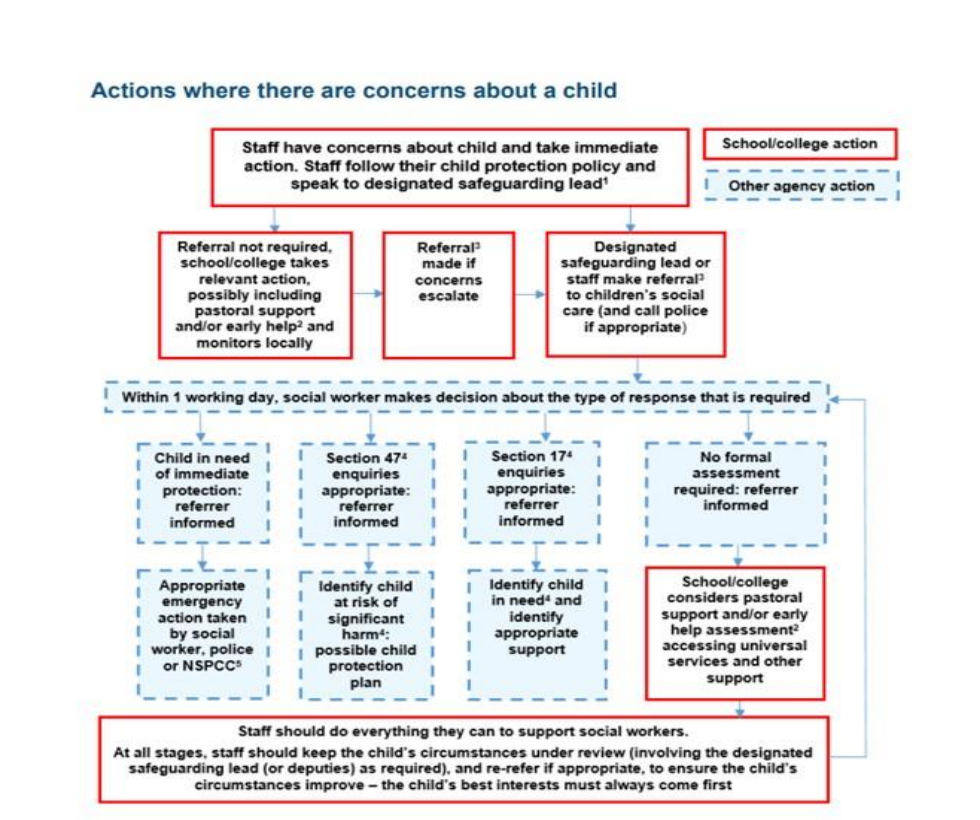 Actions where there are concerns about a child
Staff have concerns about child and take immediate
action. Staff follow their child protection policy and
speak to designated safeguarding lead¹
School/college action
Other agency action
Referral not required,
school/college takes
relevant action,
possibly including
pastoral support
and/or early help² and
monitors locally
Referral³
made if
concerns
escalate
Designated
safeguarding lead or
staff make referral³
to children's social
care (and call police
if appropriate)
Within 1 working day, social worker makes decision about the type of response that is required
Child in need
of immediate
protection:
referrer
informed
Section 47⁴
enquiries
appropriate:
referrer
informed
Section 17⁴
enquiries
appropriate:
referrer
informed
No formal
assessment
required: referrer
informed
Appropriate
emergency
action taken
by social
worker, police
or NSPCC⁵
Identify child
at risk of
significant
harm⁴:
possible child
protection
plan
Identify child
in need⁴ and
identify
appropriate
support
School/college
considers pastoral
support and/or early
help assessment²
accessing universal
services and other
support
Staff should do everything they can to support social workers.
At all stages, staff should keep the child's circumstances under review (involving the designated
safeguarding lead (or deputies) as required), and re-refer if appropriate, to ensure the child's
circumstances improve – the child's best interests must always come first